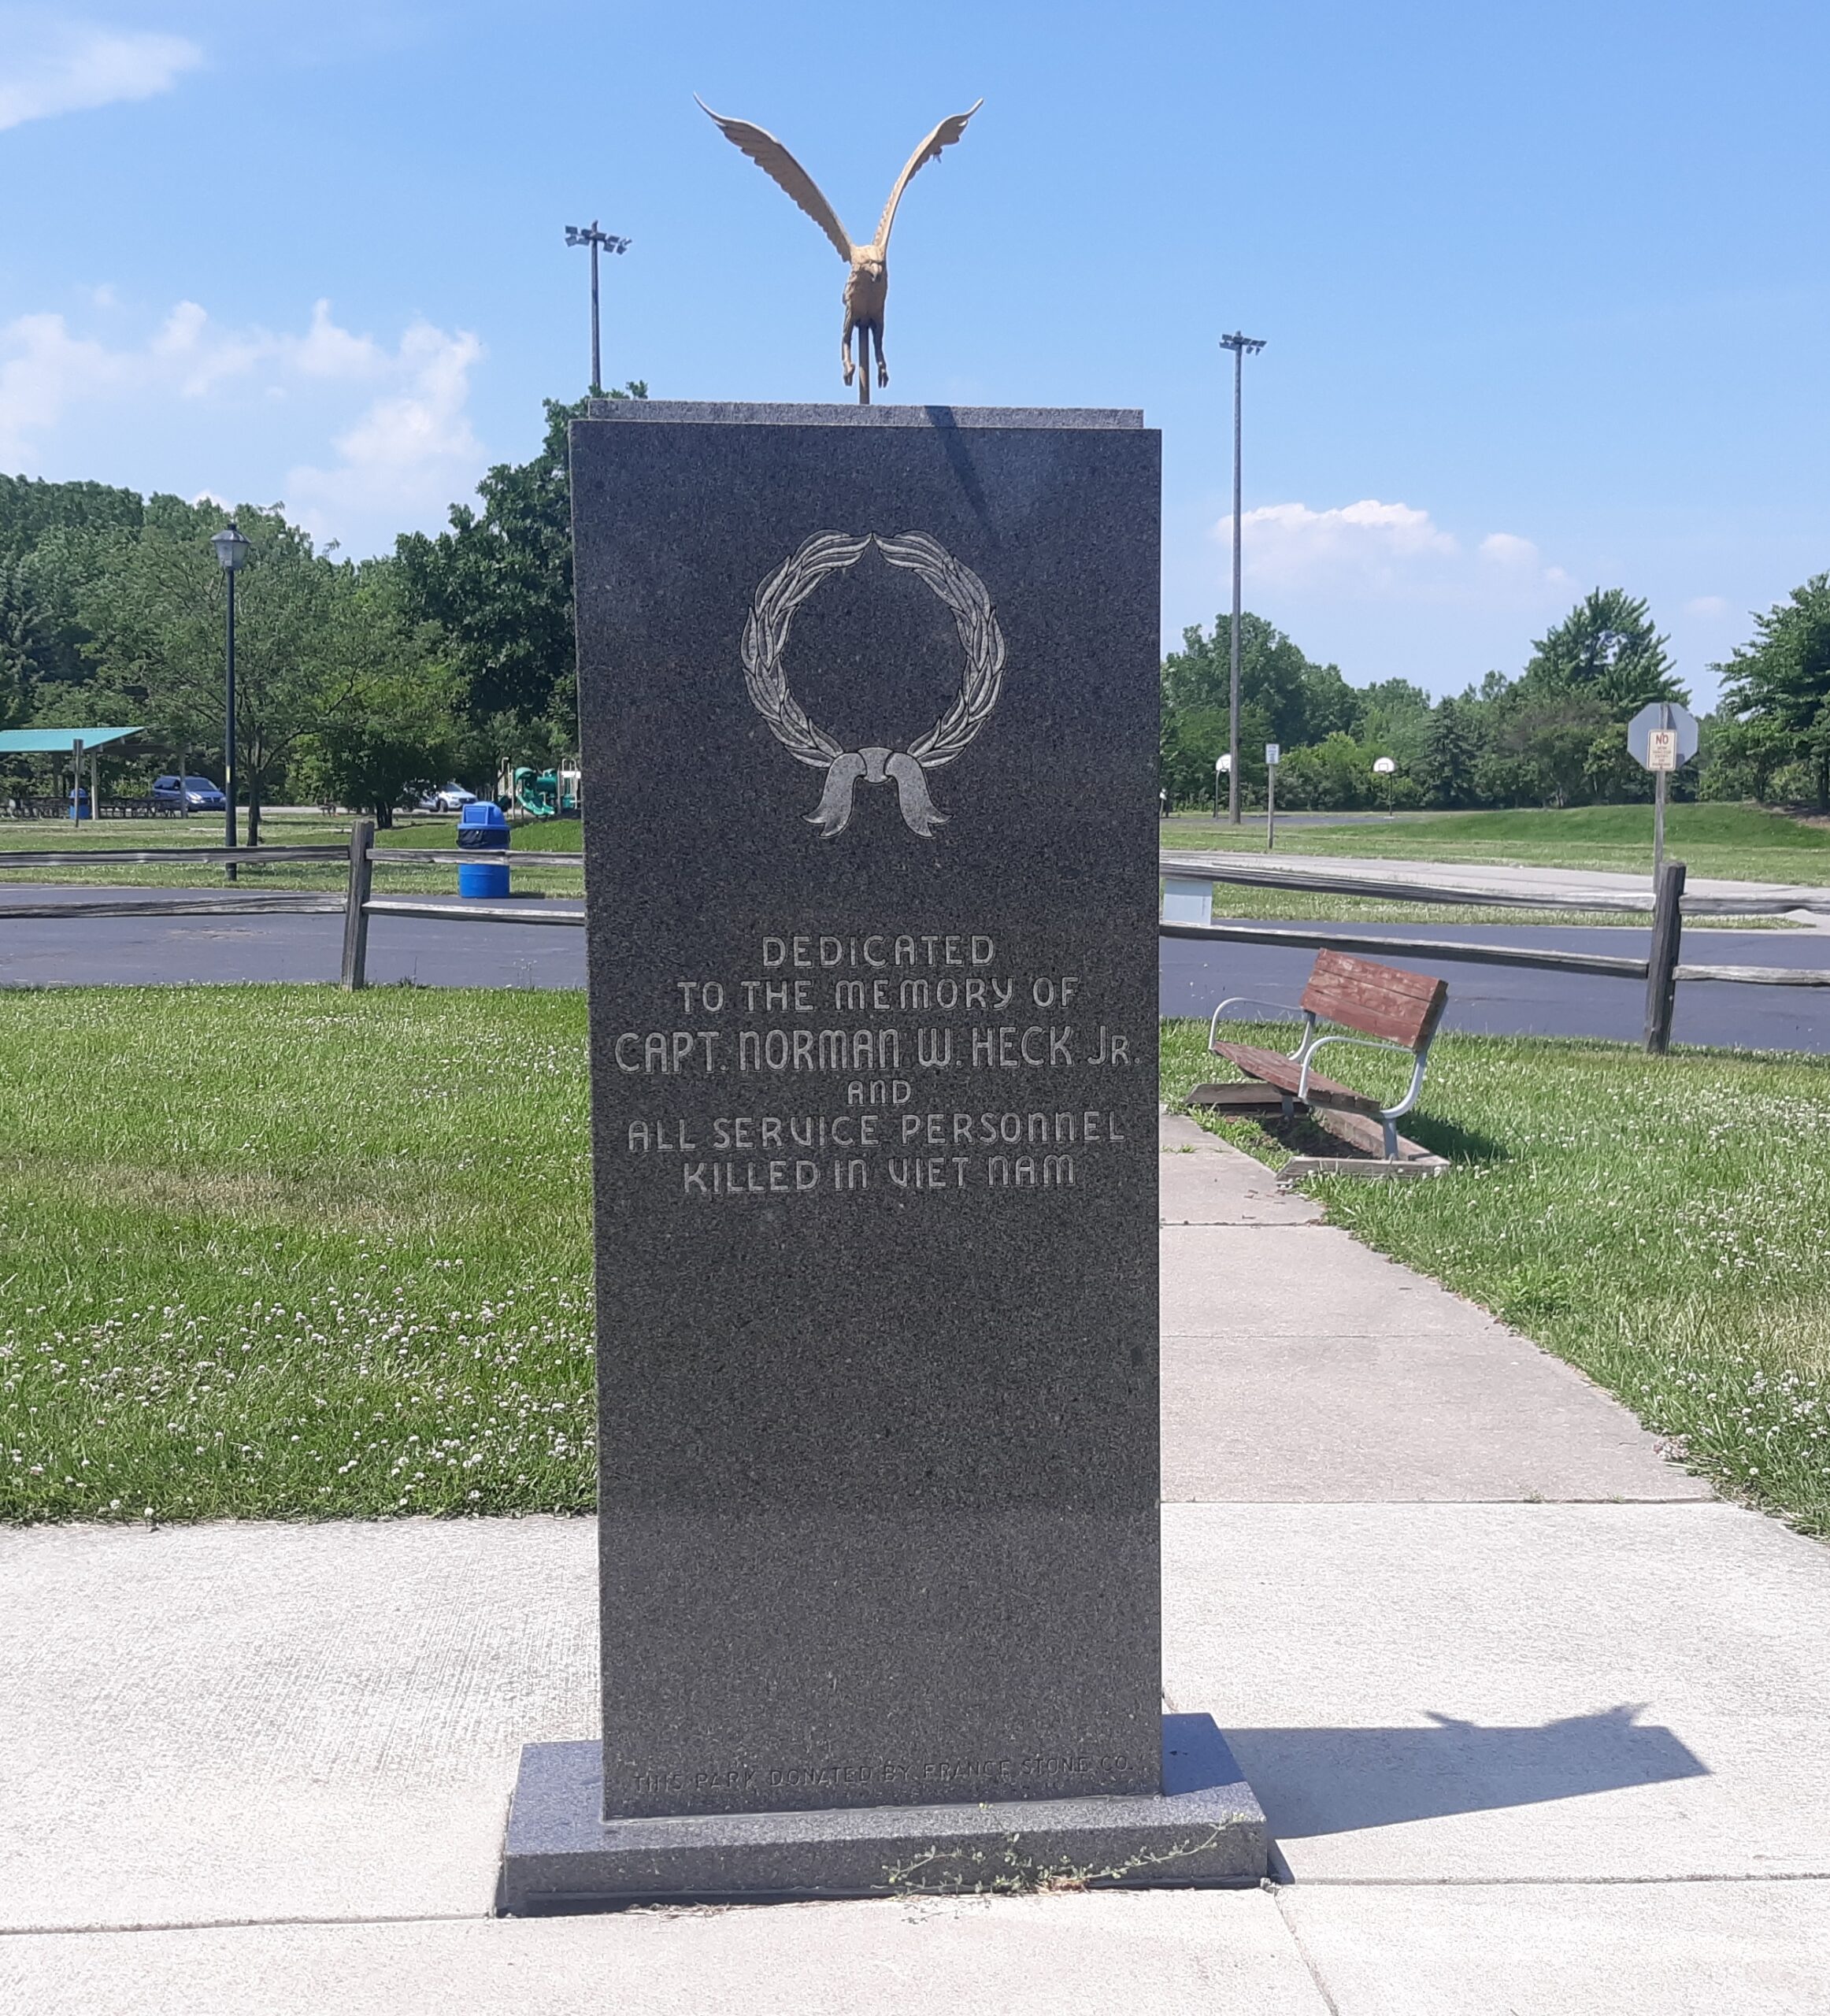 DEDICATED
TO THE MEMORY OF
CAPT. NORMAN W. HECK JR.
AND
ALL SERVICE PERSONNEL
KILLED IN VIET NAM
THIS PARK DONATED BY FRANCE STONE CO.
NO